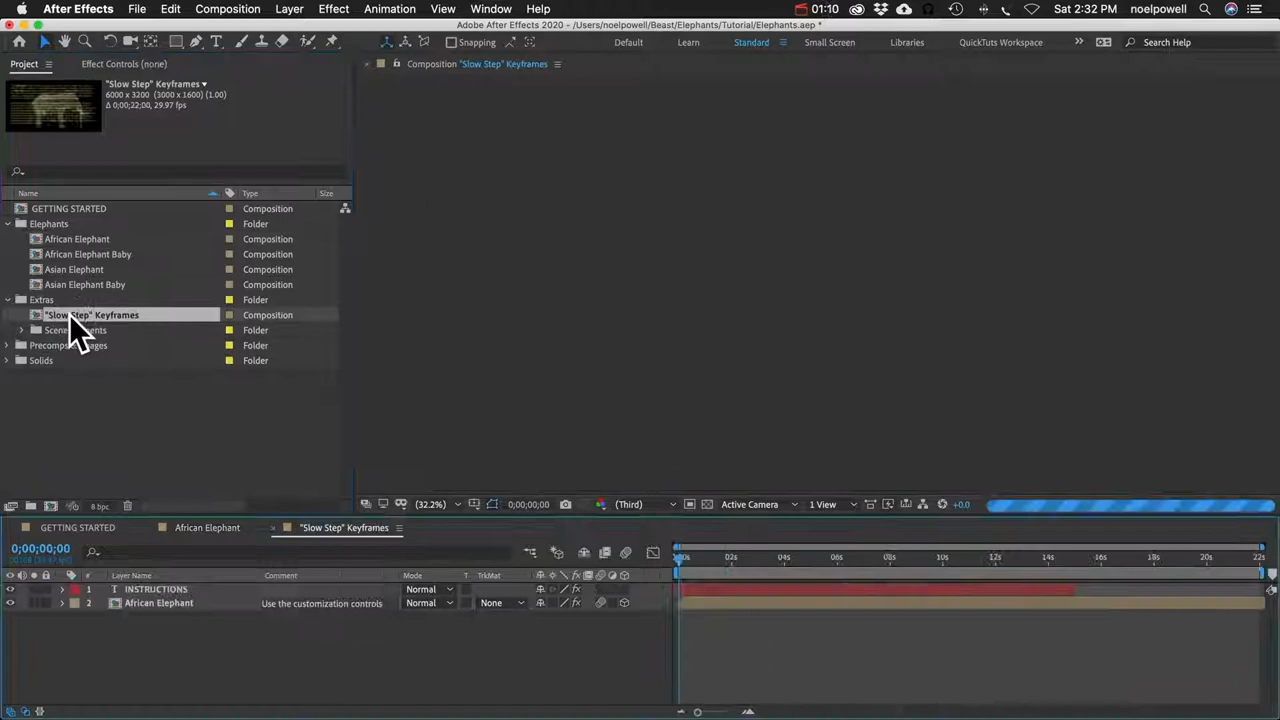 After Effects File Edit Composition Layer Effect Animation View Window Help 01:10 Sat 2:32 PM noelpowell
Adobe After Effects 2020 - /Users/noelpowell/Beast/Elephants/Tutorial/Elephants.aep *
Snapping Default Learn Standard Small Screen Libraries QuickTuts Workspace Search Help
Project Effect Controls (none) Composition "Slow Step" Keyframes
"Slow Step" Keyframes
6000 x 3200 (3000 x 1600) (1.00)
Δ 0;00;22;00, 29.97 fps
Name Type Size
GETTING STARTED Composition
Elephants Folder
African Elephant Composition
African Elephant Baby Composition
Asian Elephant Composition
Asian Elephant Baby Composition
Extras Folder
"Slow Step" Keyframes Composition
Folder
Folder
Solids Folder
8 bpc (32.2%) 0;00;00;00 (Third) Active Camera 1 View +0.0
GETTING STARTED African Elephant "Slow Step" Keyframes
0;00;00;00
02s 04s 06s 08s 10s 12s 14s 16s 18s 20s 22s
# Layer Name Comment Mode T TrkMat
1 T INSTRUCTIONS Normal
2 African Elephant Use the customization controls Normal None